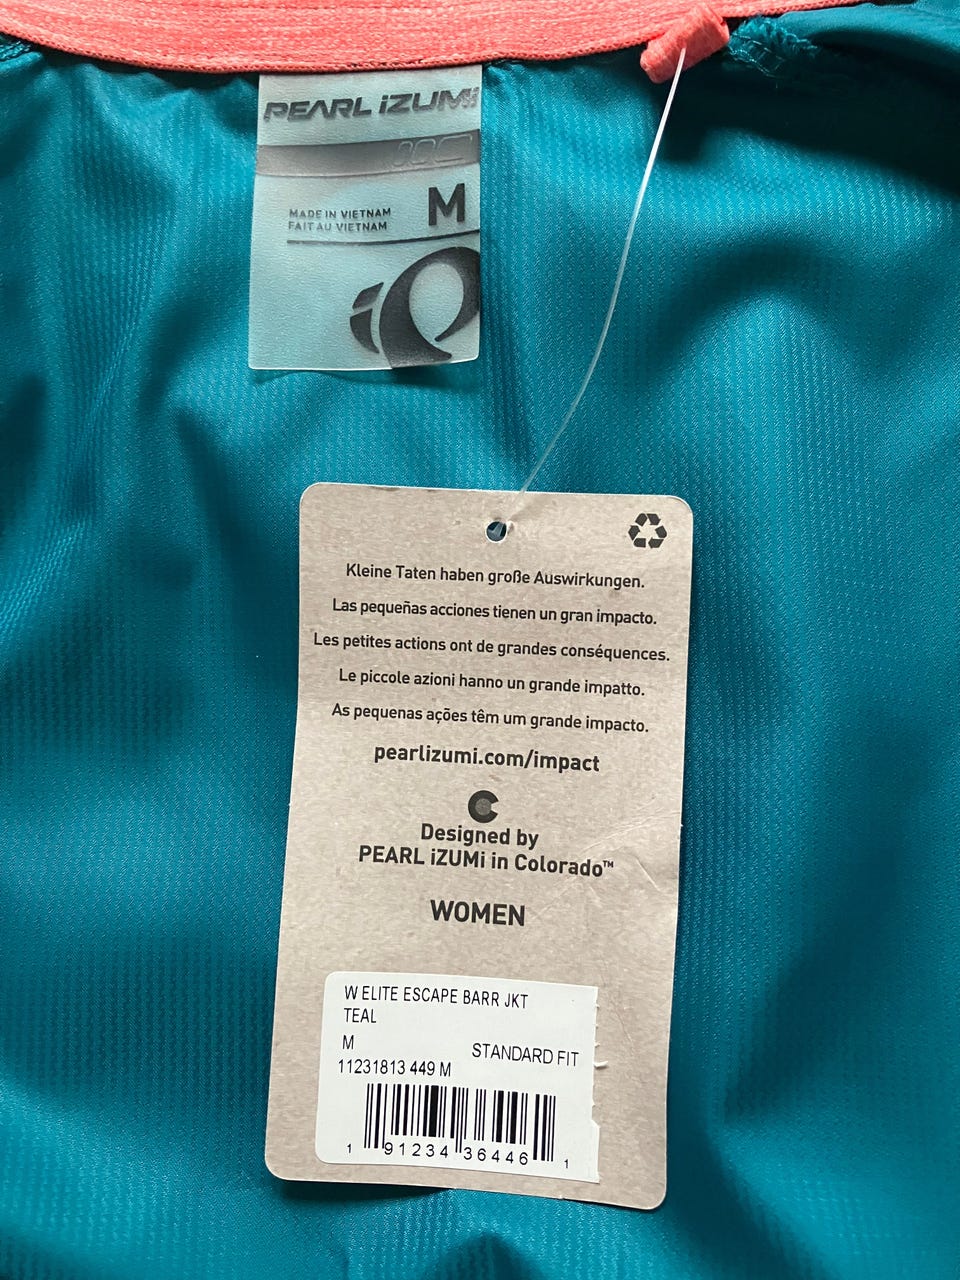 PEARL iZUMi
M
MADE IN VIETNAM
FAIT AU VIETNAM
Kleine Taten haben große Auswirkungen.
Las pequeñas acciones tienen un gran impacto.
Les petites actions ont de grandes conséquences.
Le piccole azioni hanno un grande impatto.
As pequenas ações têm um grande impacto.
pearlizumi.com/impact
Designed by
PEARL iZUMi in Colorado™
WOMEN
W ELITE ESCAPE BARR JKT
TEAL
M
STANDARD FIT
11231813 449 M
1 91234 36446 1